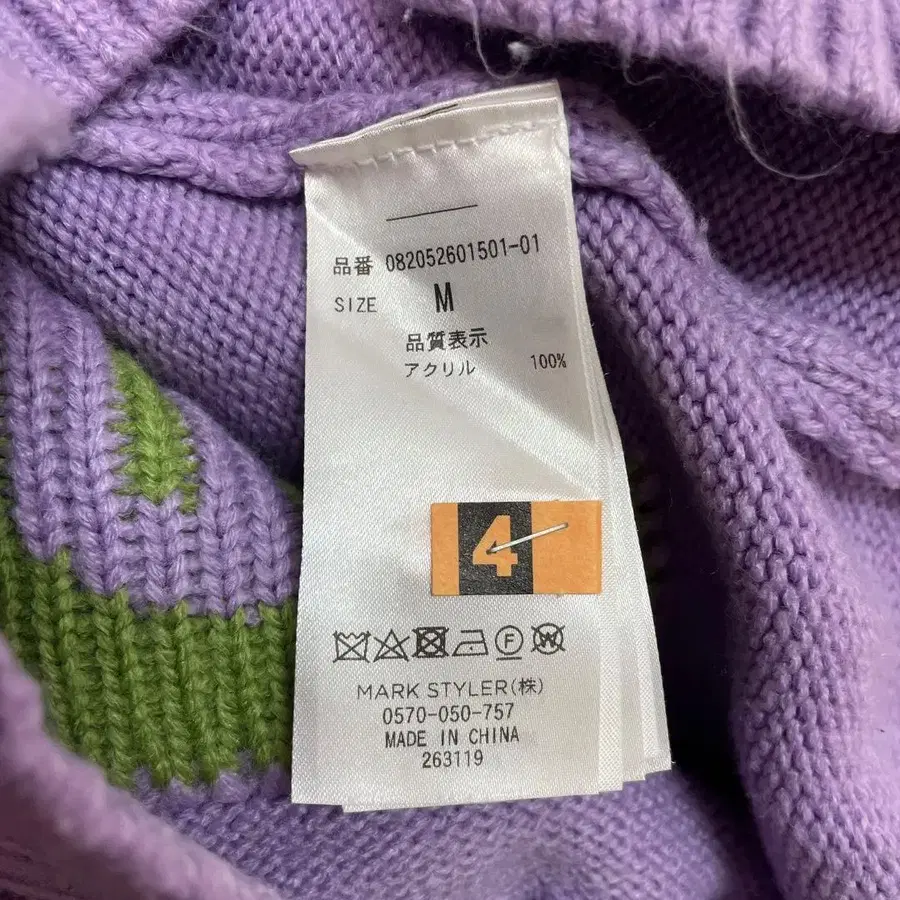 品番 082052601501-01
SIZE M
品質表示
アクリル 100%
4
F W
MARK STYLER(株)
0570-050-757
MADE IN CHINA
263119